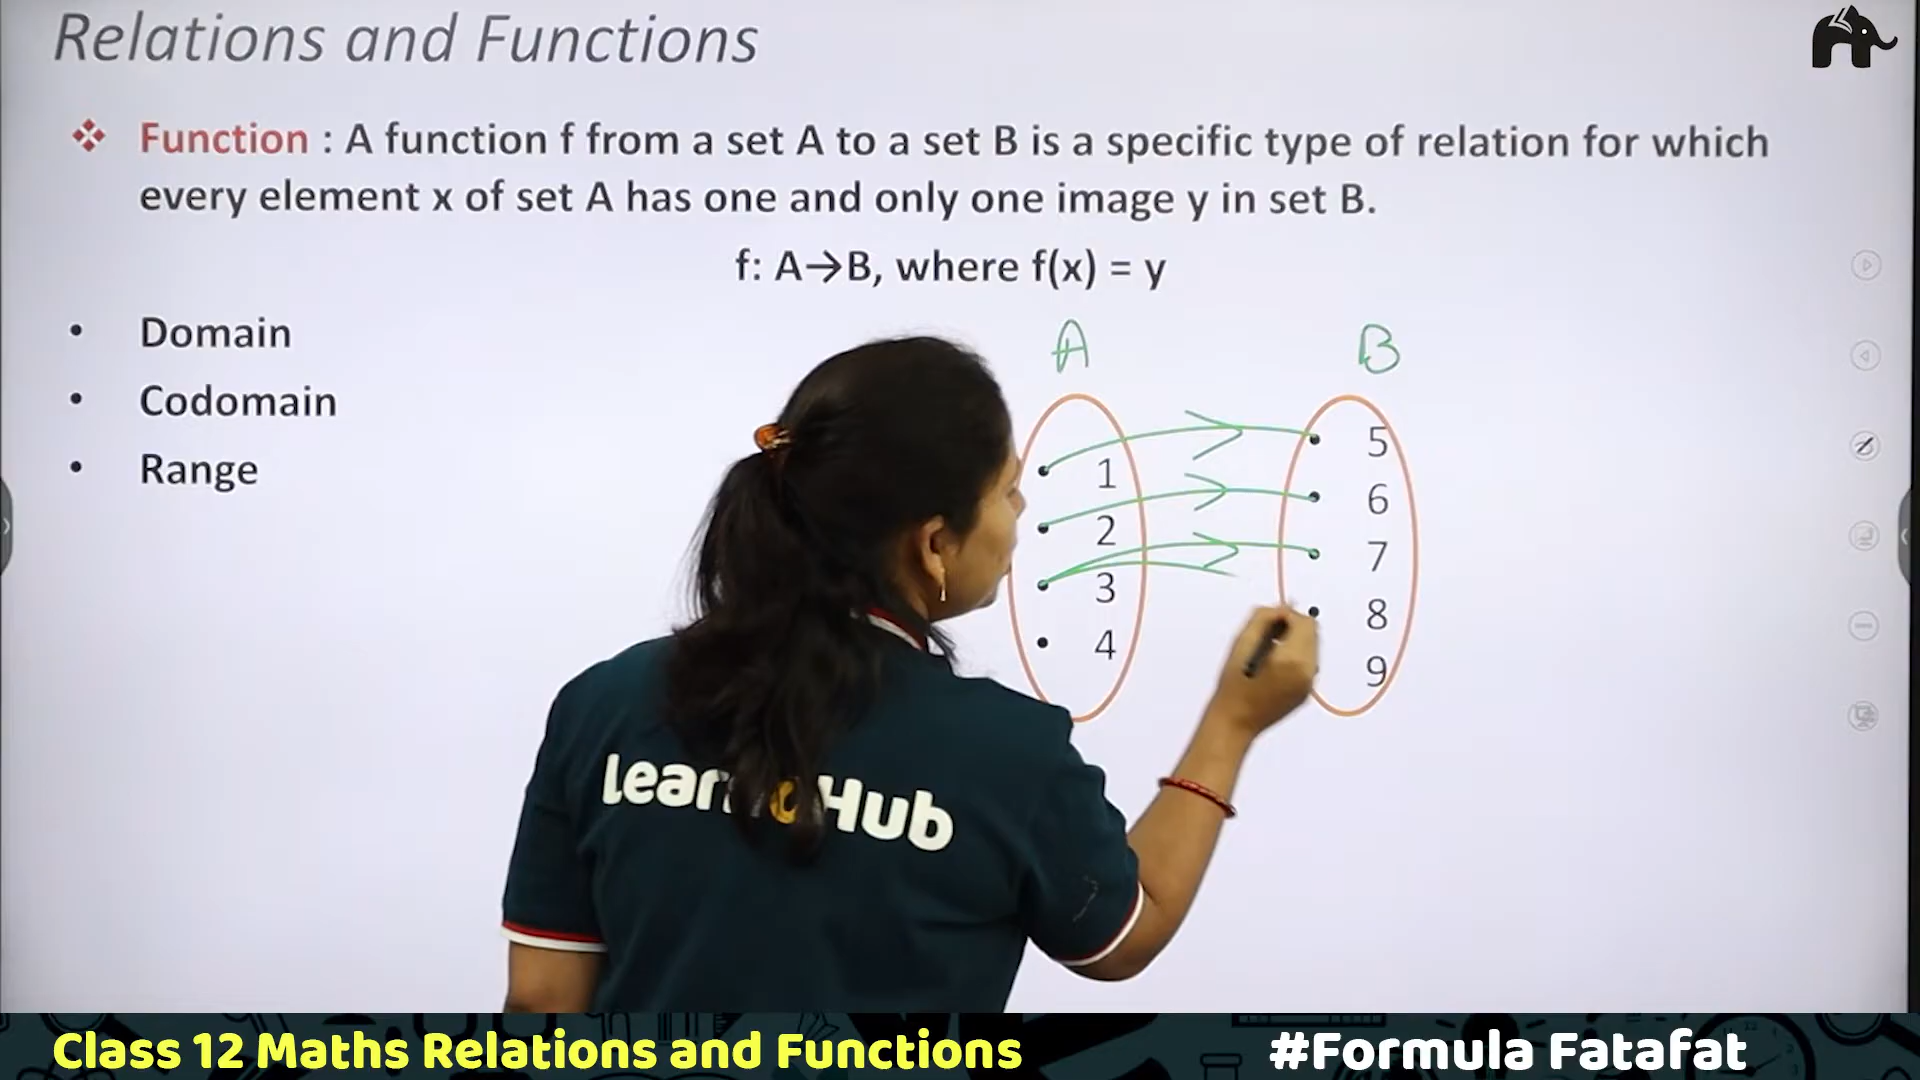 Relations and Functions
❖ Function : A function f from a set A to a set B is a specific type of relation for which
every element x of set A has one and only one image y in set B.
f: A→B, where f(x) = y
• Domain
• Codomain
• Range
A
B
1
2
3
4
5
6
7
8
9
Hub
Class 12 Maths Relations and Functions
#Formula Fatafat